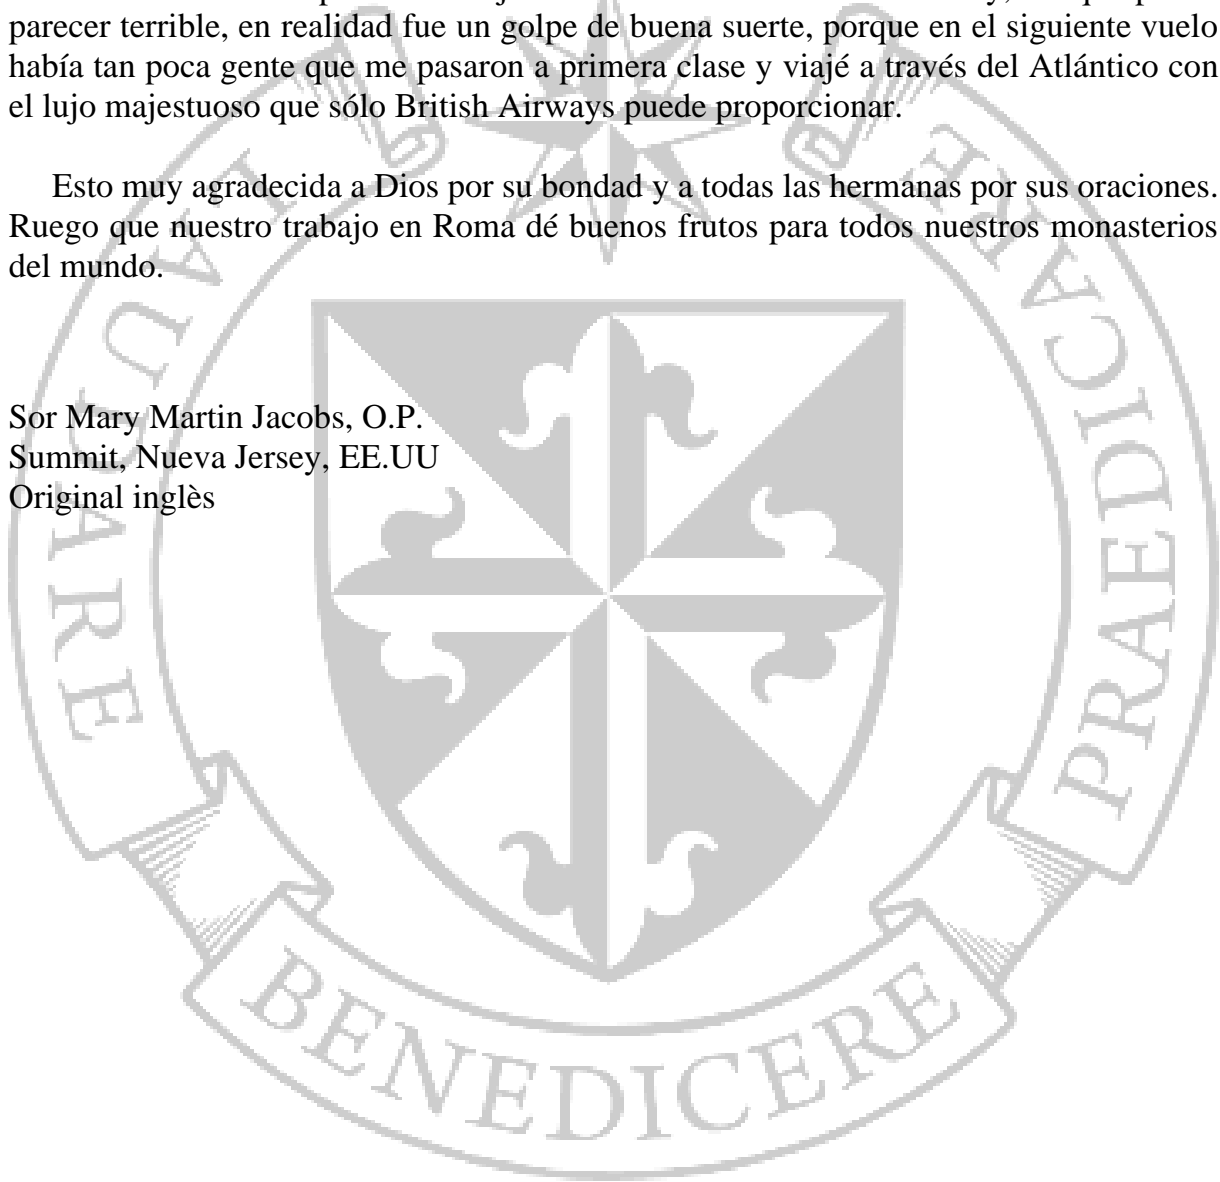 parecer terrible, en realidad fue un golpe de buena suerte, porque en el siguiente vuelo
había tan poca gente que me pasaron a primera clase y viajé a través del Atlántico con
el lujo majestuoso que sólo British Airways puede proporcionar.
Esto muy agradecida a Dios por su bondad y a todas las hermanas por sus oraciones.
Ruego que nuestro trabajo en Roma dé buenos frutos para todos nuestros monasterios
del mundo.
Sor Mary Martin Jacobs, O.P.
Summit, Nueva Jersey, EE.UU
Original inglès
LAUDARE
BENEDICERE
PRAEDICARE